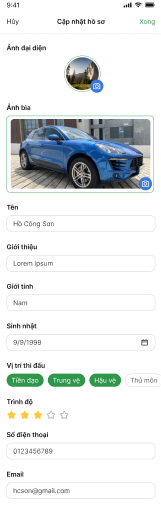 9:41
Hủy Cập nhật hồ sơ Xong
Ảnh đại diện
Ảnh bìa
Tên
Hồ Công Sơn
Giới thiệu
Lorem ipsum
Giới tính
Nam
Sinh nhật
9/9/1999
Vị trí thi đấu
Tiền đạo Trung vệ Hậu vệ Thủ môn
Trình độ
Số điện thoại
0123456789
Email
hcson@gmail.com